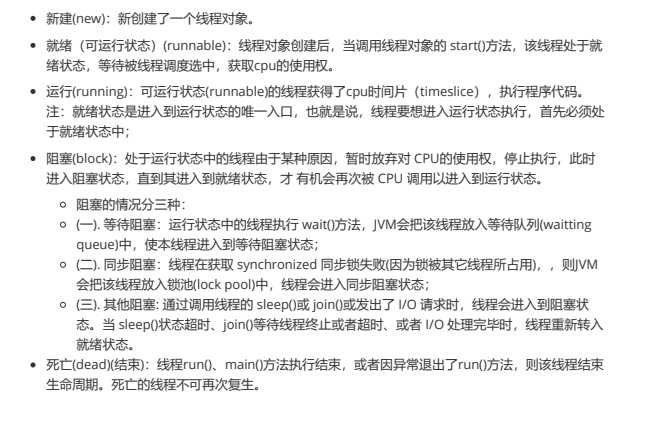 新建(new)：新创建了一个线程对象。
就绪（可运行状态）(runnable)：线程对象创建后，当调用线程对象的 start()方法，该线程处于就
绪状态，等待被线程调度选中，获取cpu的使用权。
运行(running)：可运行状态(runnable)的线程获得了cpu时间片（timeslice），执行程序代码。
注：就绪状态是进入到运行状态的唯一入口，也就是说，线程要想进入运行状态执行，首先必须处
于就绪状态中；
阻塞(block)：处于运行状态中的线程由于某种原因，暂时放弃对 CPU的使用权，停止执行，此时
进入阻塞状态，直到其进入到就绪状态，才 有机会再次被 CPU 调用以进入到运行状态。
阻塞的情况分三种：
(一). 等待阻塞：运行状态中的线程执行 wait()方法，JVM会把该线程放入等待队列(waitting
queue)中，使本线程进入到等待阻塞状态；
(二). 同步阻塞：线程在获取 synchronized 同步锁失败(因为锁被其它线程所占用)，，则JVM
会把该线程放入锁池(lock pool)中，线程会进入同步阻塞状态；
(三). 其他阻塞: 通过调用线程的 sleep()或 join()或发出了 I/O 请求时，线程会进入到阻塞状
态。当 sleep()状态超时、join()等待线程终止或者超时、或者 I/O 处理完毕时，线程重新转入
就绪状态。
死亡(dead)(结束)：线程run()、main()方法执行结束，或者因异常退出了run()方法，则该线程结束
生命周期。死亡的线程不可再次复生。